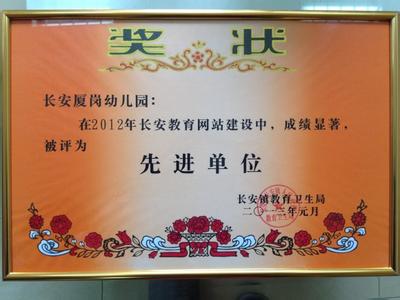 奖状
长安厦岗幼儿园：
在2012年长安教育网站建设中，成绩显著，
被评为
先进单位
长安镇教育卫生局
二〇一三年元月